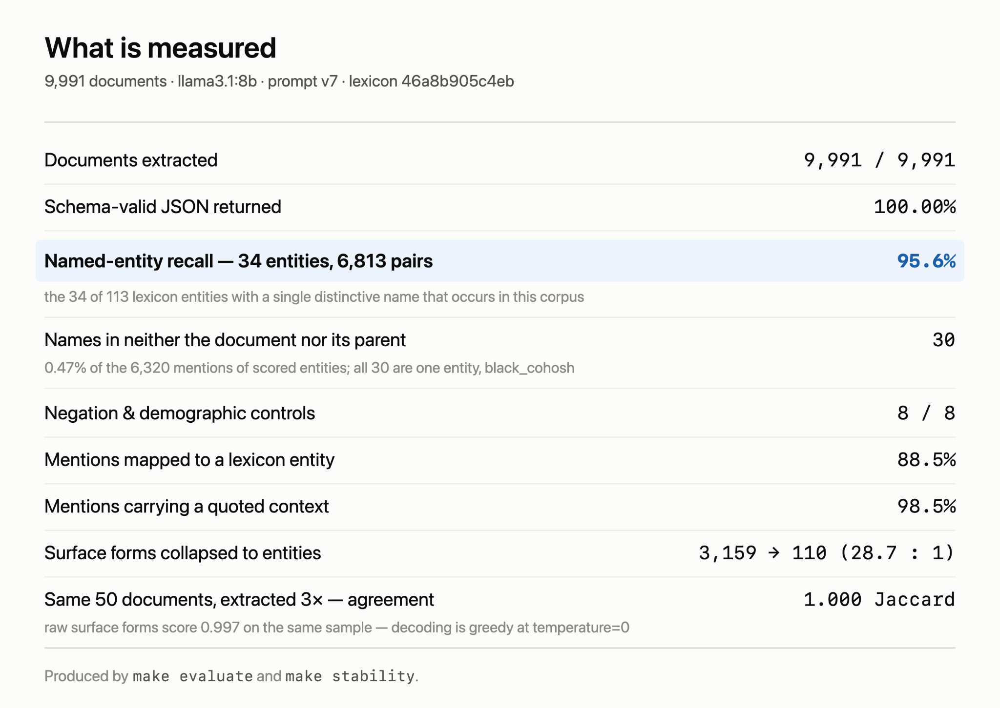 What is measured
9,991 documents · llama3.1:8b · prompt v7 · lexicon 46a8b905c4eb
Documents extracted 9,991 / 9,991
Schema-valid JSON returned 100.00%
Named-entity recall — 34 entities, 6,813 pairs 95.6%
the 34 of 113 lexicon entities with a single distinctive name that occurs in this corpus
Names in neither the document nor its parent 30
0.47% of the 6,320 mentions of scored entities; all 30 are one entity, black_cohosh
Negation & demographic controls 8 / 8
Mentions mapped to a lexicon entity 88.5%
Mentions carrying a quoted context 98.5%
Surface forms collapsed to entities 3,159 → 110 (28.7 : 1)
Same 50 documents, extracted 3× — agreement 1.000 Jaccard
raw surface forms score 0.997 on the same sample — decoding is greedy at temperature=0
Produced by make evaluate and make stability.